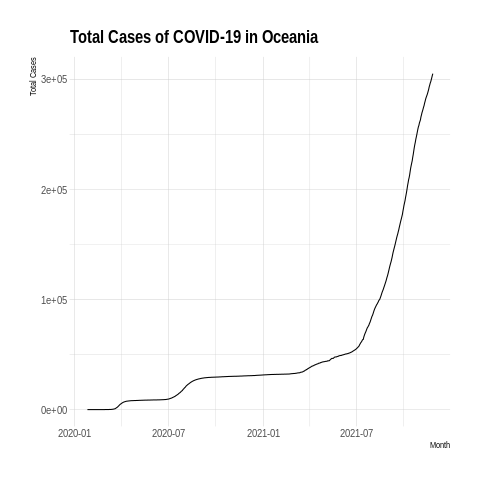 Total Cases of COVID-19 in Oceania
Total Cases
3e+05
2e+05
1e+05
0e+00
2020-01
2020-07
2021-01
2021-07
Month